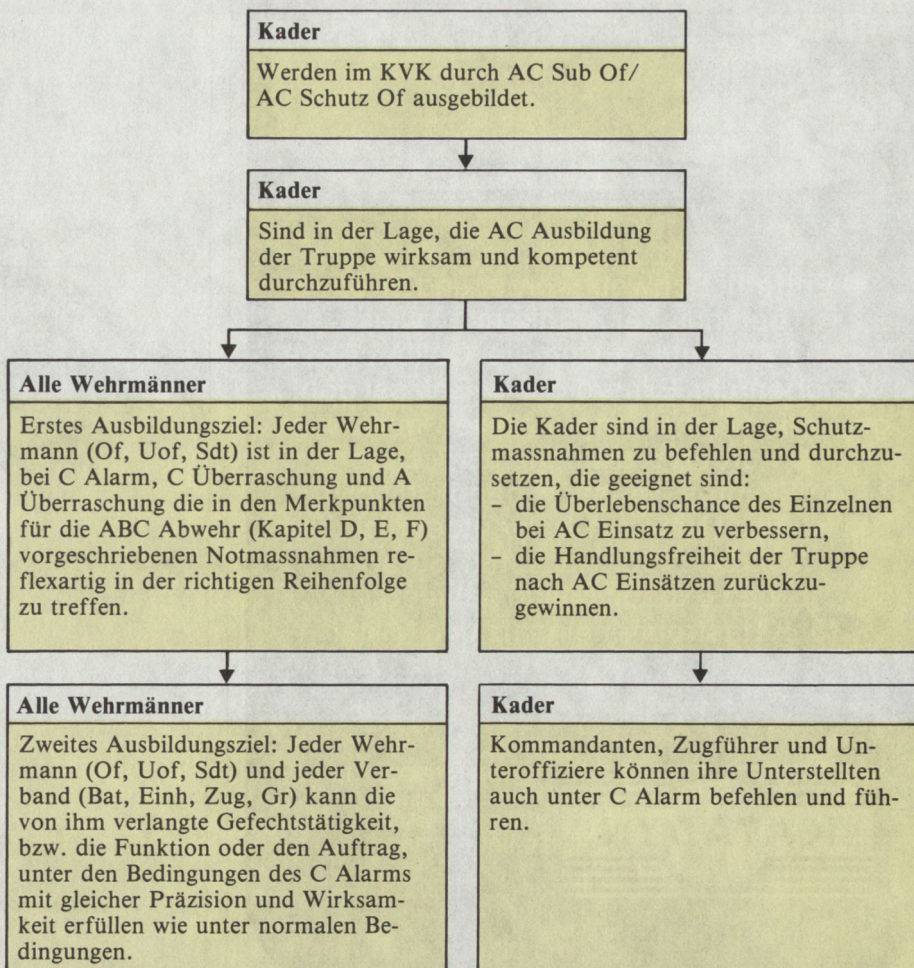 Kader
Werden im KVK durch AC Sub Of/
AC Schutz Of ausgebildet.
Kader
Sind in der Lage, die AC Ausbildung
der Truppe wirksam und kompetent
durchzuführen.
Alle Wehrmänner
Erstes Ausbildungsziel: Jeder Wehr-
mann (Of, Uof, Sdt) ist in der Lage,
bei C Alarm, C Überraschung und A
Überraschung die in den Merkpunkten
für die ABC Abwehr (Kapitel D, E, F)
vorgeschriebenen Notmassnahmen re-
flexartig in der richtigen Reihenfolge
zu treffen.
Kader
Die Kader sind in der Lage, Schutz-
massnahmen zu befehlen und durchzu-
setzen, die geeignet sind:
– die Überlebenschance des Einzelnen
bei AC Einsatz zu verbessern,
– die Handlungsfreiheit der Truppe
nach AC Einsätzen zurückzu-
gewinnen.
Alle Wehrmänner
Zweites Ausbildungsziel: Jeder Wehr-
mann (Of, Uof, Sdt) und jeder Ver-
band (Bat, Einh, Zug, Gr) kann die
von ihm verlangte Gefechtstätigkeit,
bzw. die Funktion oder den Auftrag,
unter den Bedingungen des C Alarms
mit gleicher Präzision und Wirksam-
keit erfüllen wie unter normalen Be-
dingungen.
Kader
Kommandanten, Zugführer und Un-
teroffiziere können ihre Unterstellten
auch unter C Alarm befehlen und füh-
ren.